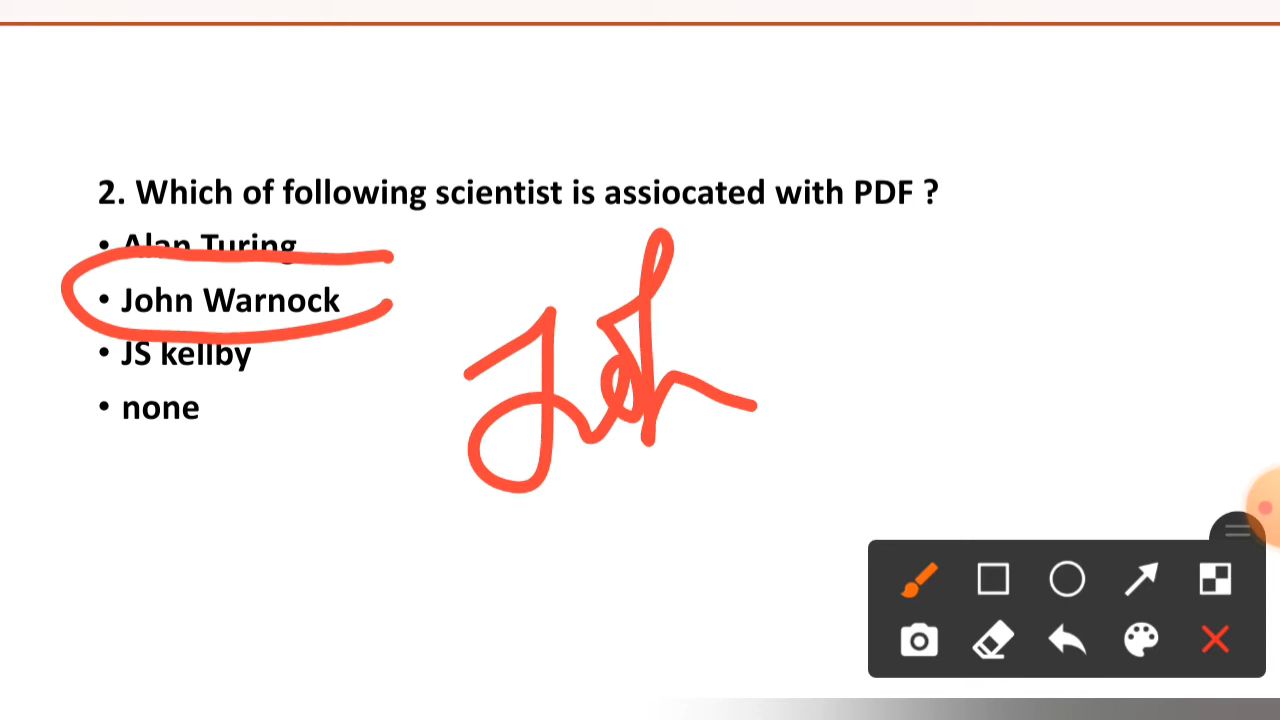 2. Which of following scientist is assiocated with PDF ?
• Alan Turing
• John Warnock
• JS kellby
• none